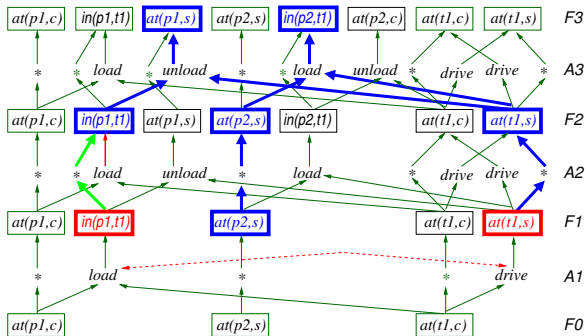 at(p1,c) in(p1,t1) at(p1,s) at(p2,s) in(p2,t1) at(p2,c) at(t1,c) at(t1,s) F3
* * load * unload * * load unload * drive drive * A3
at(p1,c) in(p1,t1) at(p1,s) at(p2,s) in(p2,t1) at(t1,c) at(t1,s) F2
* * load unload * load * drive drive * A2
at(p1,c) in(p1,t1) at(p2,s) at(t1,c) at(t1,s) F1
* load * * drive A1
at(p1,c) at(p2,s) at(t1,c) F0